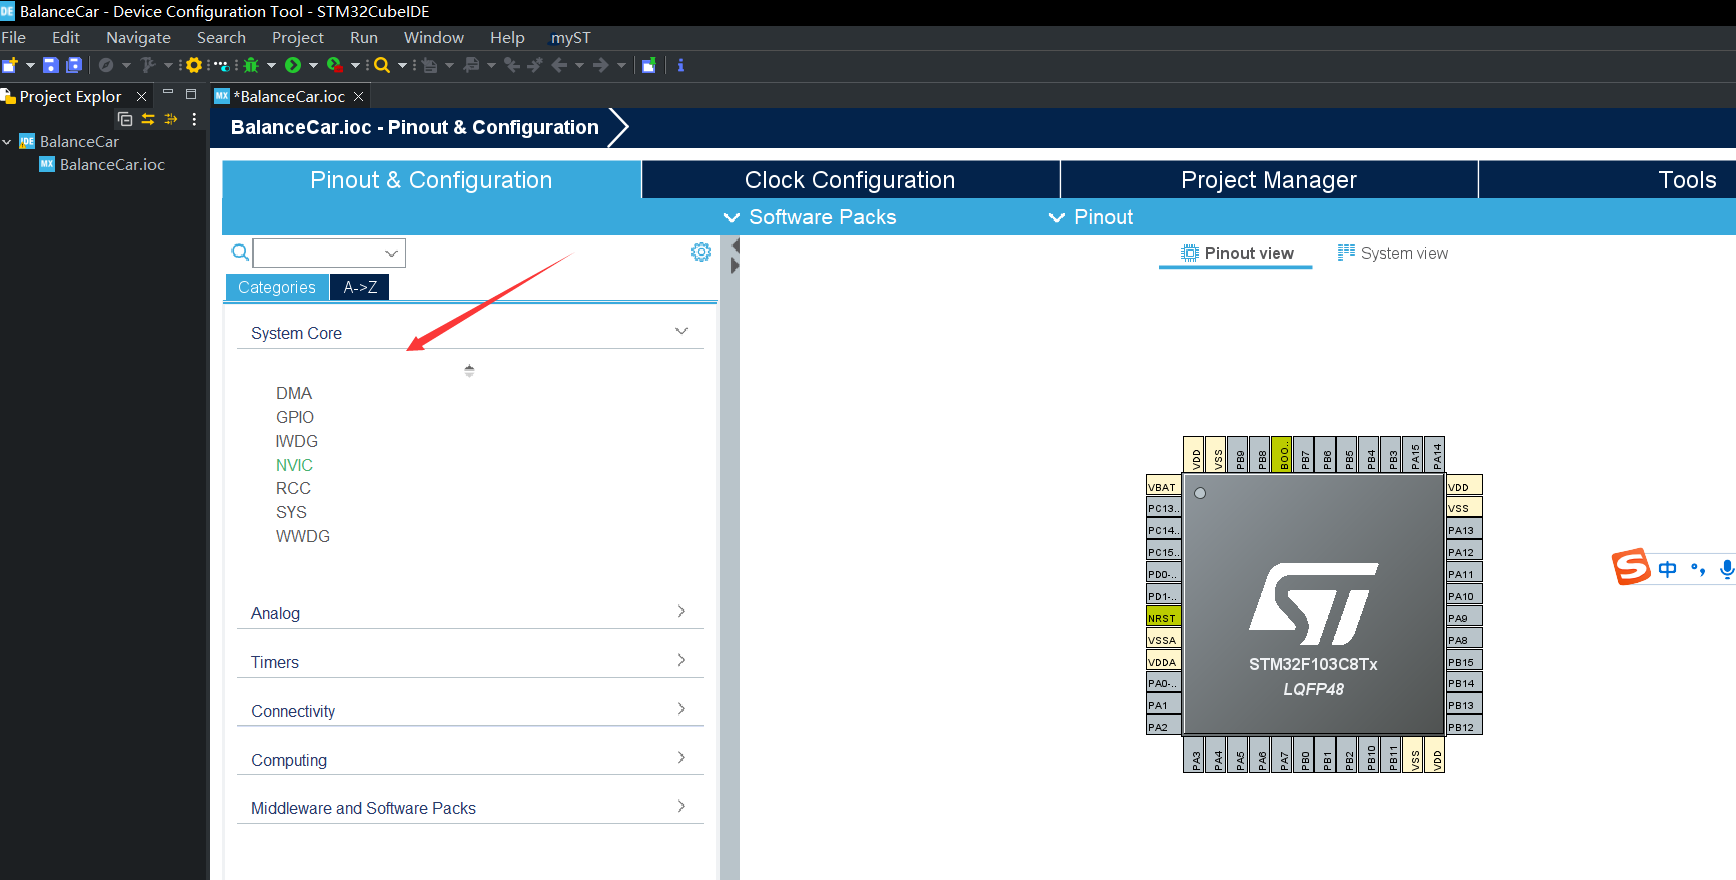 BalanceCar - Device Configuration Tool - STM32CubeIDE
File Edit Navigate Search Project Run Window Help myST
Project Explor
*BalanceCar.ioc
BalanceCar
BalanceCar.ioc
BalanceCar.ioc - Pinout & Configuration
Pinout & Configuration
Clock Configuration
Project Manager
Tools
Software Packs
Pinout
Categories
A->Z
Pinout view
System view
System Core
DMA
GPIO
IWDG
NVIC
RCC
SYS
WWDG
Analog
Timers
Connectivity
Computing
Middleware and Software Packs
VDD
VSS
PB9
PB8
BOO..
PB7
PB6
PB5
PB4
PB3
PA15
PA14
VBAT
PC13..
PC14..
PC15..
PD0-..
PD1-..
NRST
VSSA
VDDA
PA0-..
PA1
PA2
STM32F103C8Tx
LQFP48
VDD
VSS
PA13
PA12
PA11
PA10
PA9
PA8
PB15
PB14
PB13
PB12
PA3
PA4
PA5
PA6
PA7
PB0
PB1
PB2
PB10
PB11
VSS
VDD
中